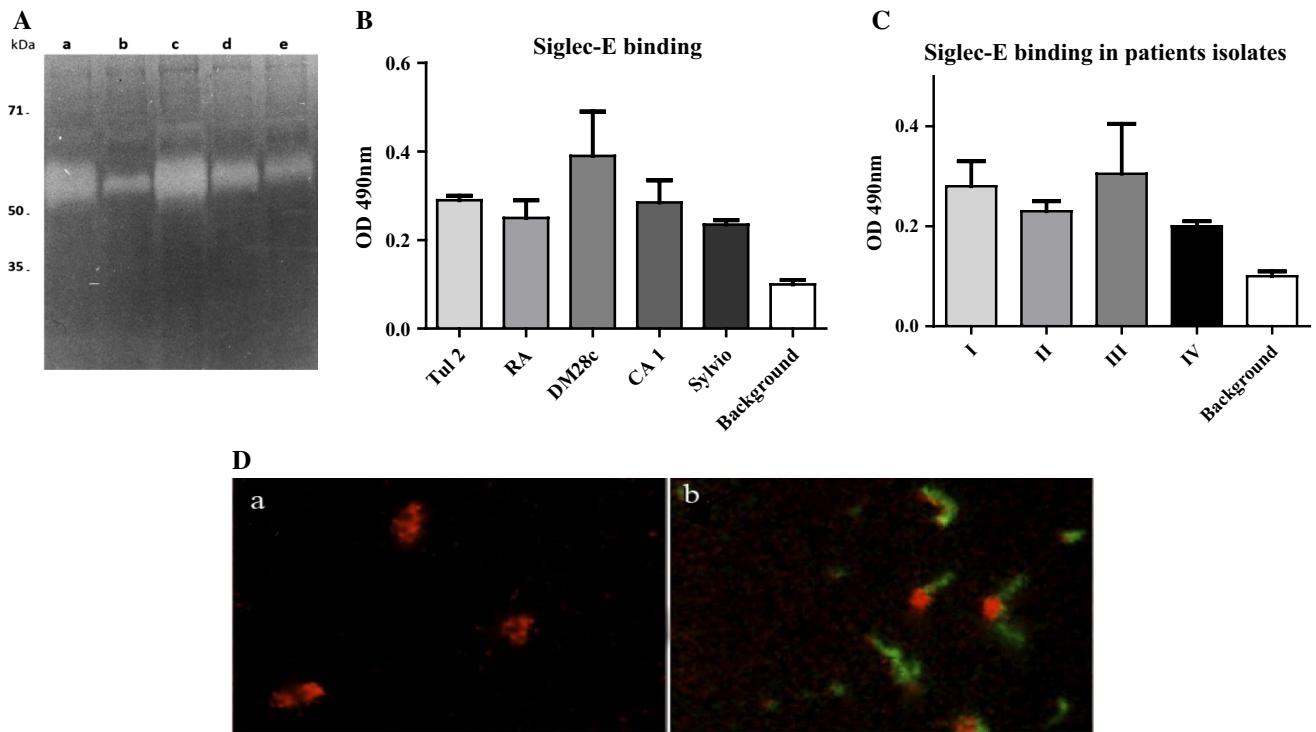 A
kDa a b c d e
71-
50-
35-
B
Siglec-E binding
OD 490nm
0.6
0.4
0.2
0.0
Tul 2
RA
DM28c
CA 1
Sylvio
Background
C
Siglec-E binding in patients isolates
OD 490nm
0.4
0.2
0.0
I
II
III
IV
Background
D
a
b